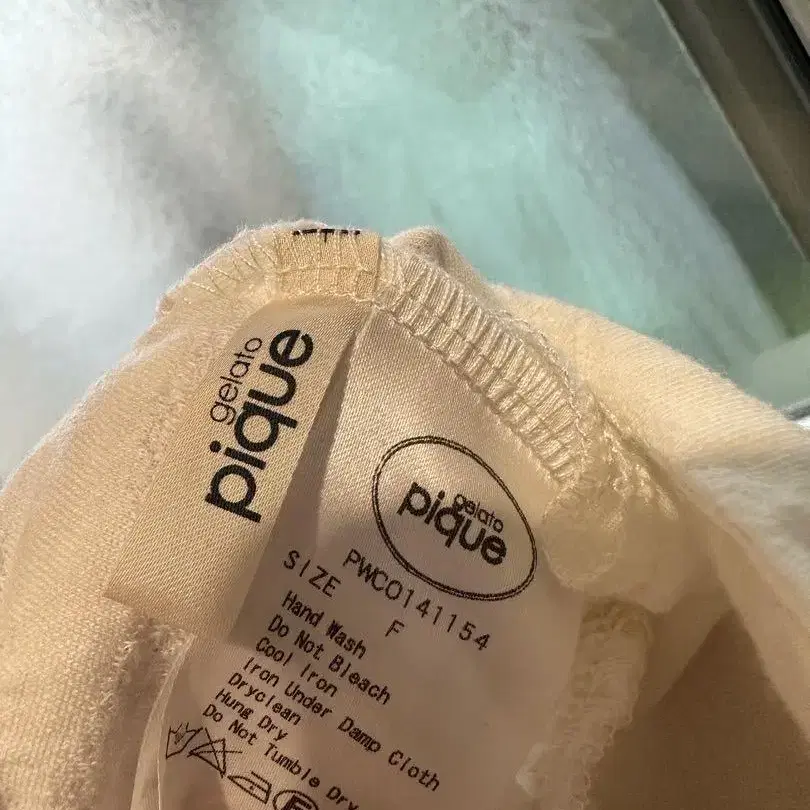 gelato
pique
gelato
pique
PWCO141154
SIZE F
Hand Wash
Do Not Bleach
Cool Iron
Iron Under Damp Cloth
Dryclean
Hung Dry
Do Not Tumble Dry